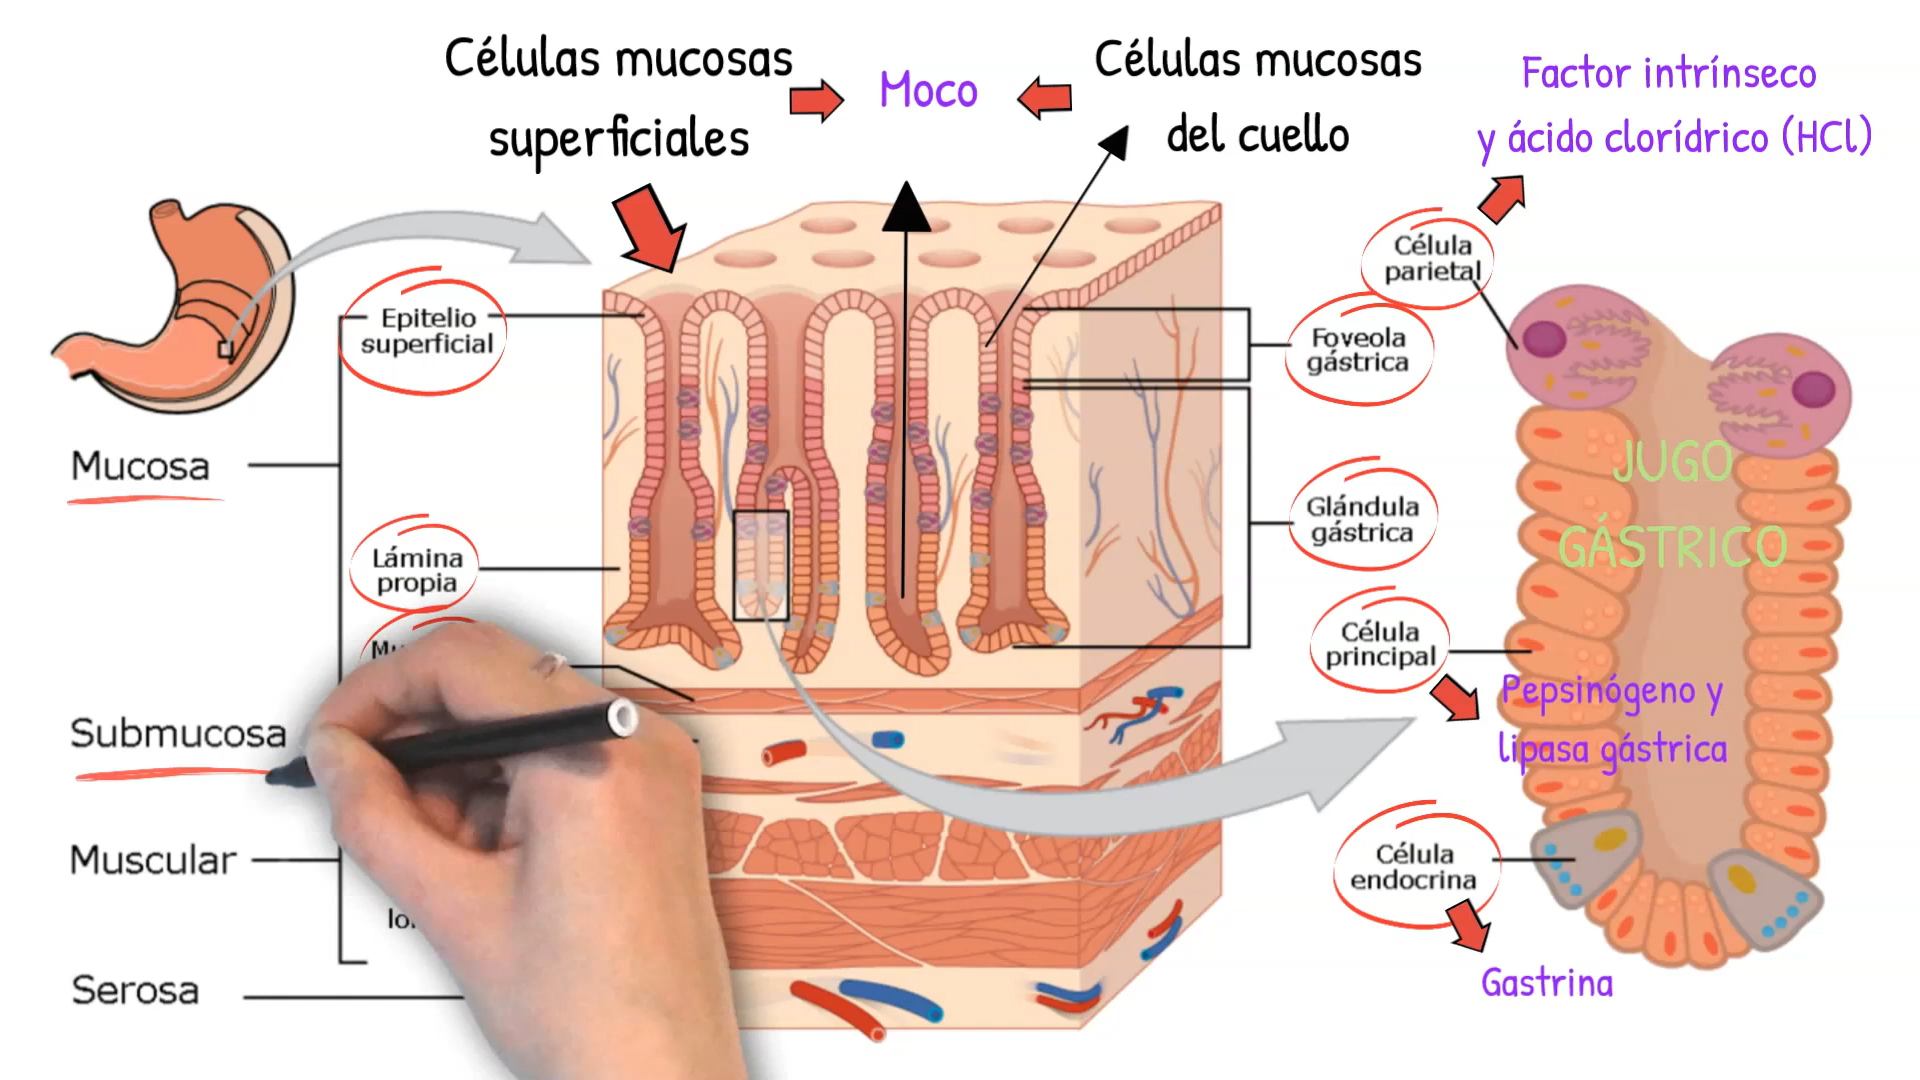 Células mucosas
superficiales
Moco
Células mucosas
del cuello
Factor intrínseco
y ácido clorídrico (HCl)
Epitelio
superficial
Mucosa
Lámina
propia
Submucosa
Muscular
Serosa
Célula
parietal
Foveola
gástrica
Glándula
gástrica
Célula
principal
Pepsinógeno y
lipasa gástrica
Célula
endocrina
Gastrina
JUGO
GÁSTRICO